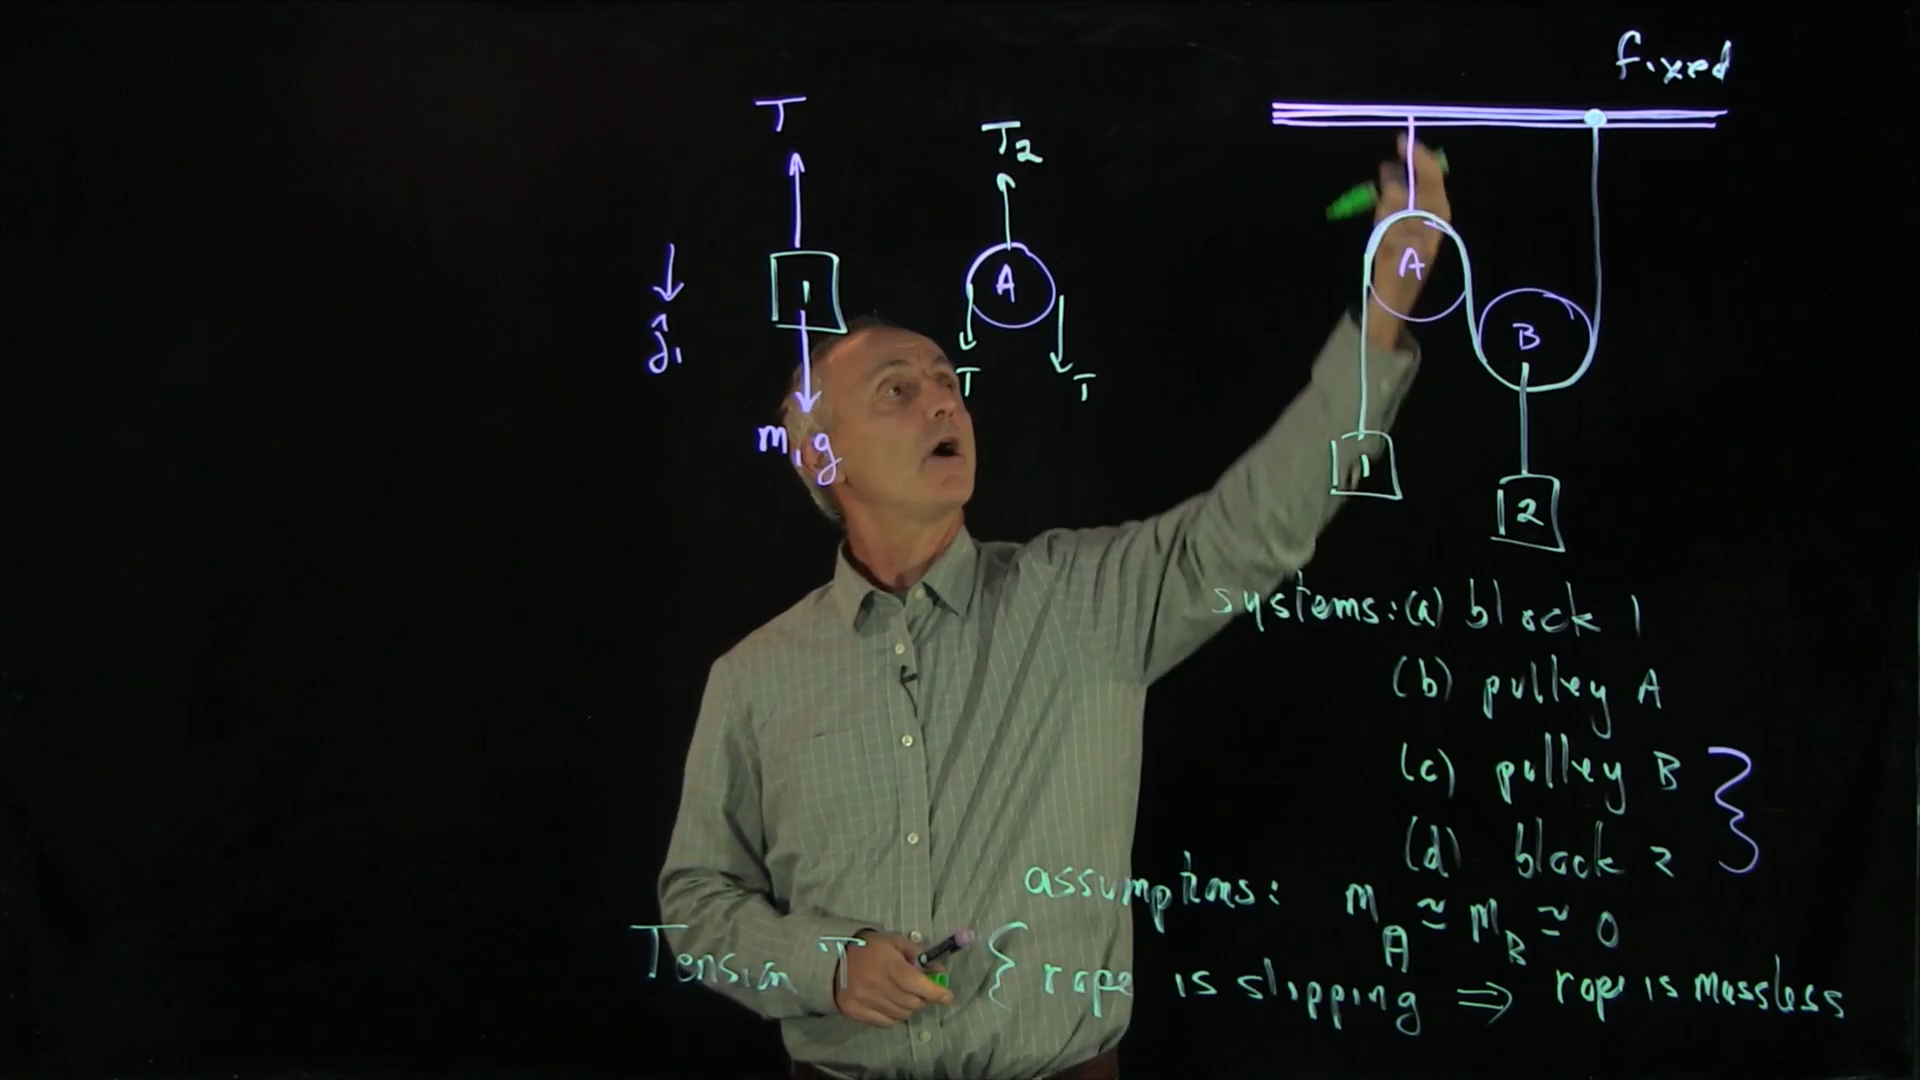 fixed
T
T2
A
1
ĵ1
T
T
m1g
A
B
1
2
systems: (a) block 1
(b) pulley A
(c) pulley B
(d) block 2
assumptions: mA ≅ mB ≅ 0
Tension T { rope is slipping ⇒ rope is massless